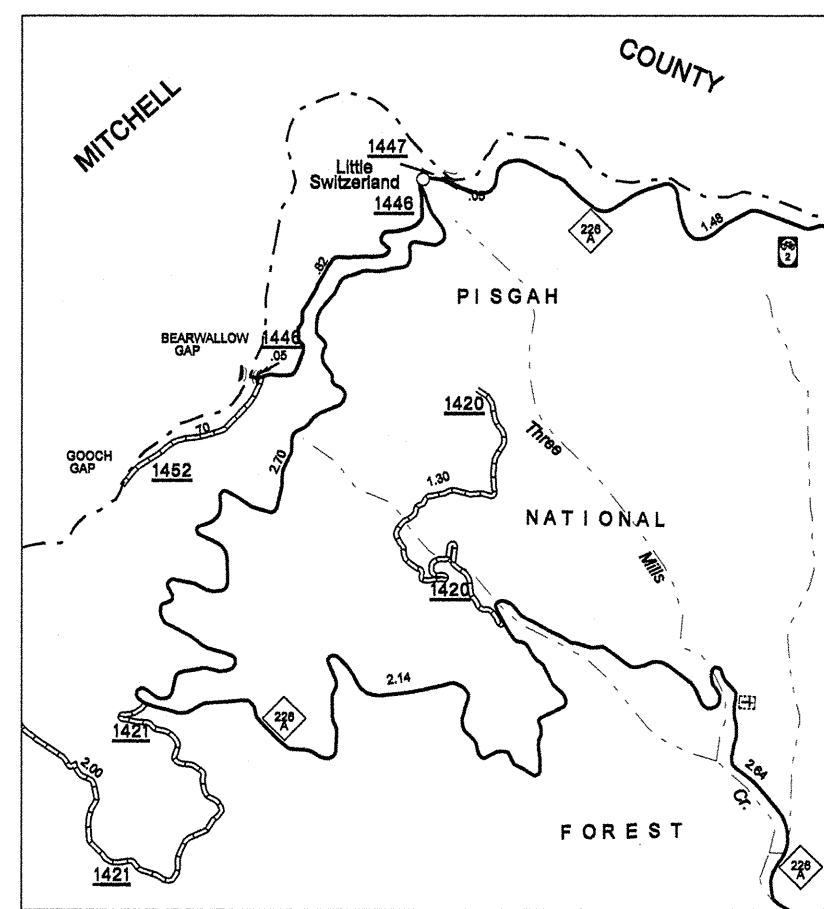 COUNTY
MITCHELL
1447
Little
Switzerland
1446
.05
226
A
1.48
2
.82
PISGAH
BEARWALLOW
GAP
1446
.05
1420
Three
.70
GOOCH
GAP
1452
2.70
1.30
NATIONAL
Mills
1420
2.14
226
A
1421
2.00
2.64
Cr.
FOREST
226
A
1421